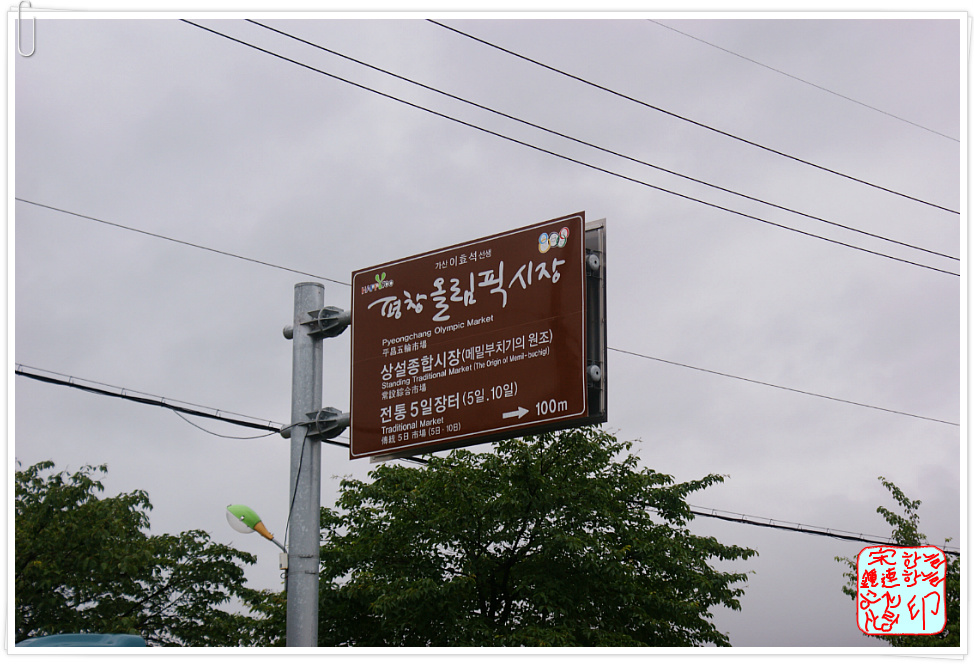 HAPPY700
가산 이효석 선생
평창올림픽시장
Pyeongchang Olympic Market
平昌五輪市場
상설종합시장(메밀부치기의 원조)
Standing Traditional Market (The Origin of Memil-buchigi)
常設綜合市場
전통 5일장터 (5일.10일)
Traditional Market
傳統 5日 市場 (5日·10日)
100m
印